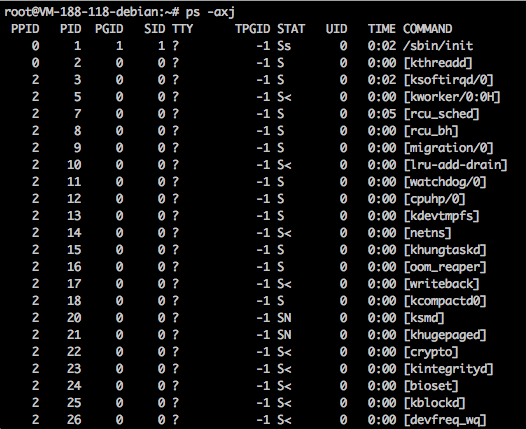 root@VM-188-118-debian:~# ps -axj
PPID PID PGID SID TTY TPGID STAT UID TIME COMMAND
0 1 1 1 ? -1 Ss 0 0:02 /sbin/init
0 2 0 0 ? -1 S 0 0:00 [kthreadd]
2 3 0 0 ? -1 S 0 0:02 [ksoftirqd/0]
2 5 0 0 ? -1 S< 0 0:00 [kworker/0:0H]
2 7 0 0 ? -1 S 0 0:05 [rcu_sched]
2 8 0 0 ? -1 S 0 0:00 [rcu_bh]
2 9 0 0 ? -1 S 0 0:00 [migration/0]
2 10 0 0 ? -1 S< 0 0:00 [lru-add-drain]
2 11 0 0 ? -1 S 0 0:00 [watchdog/0]
2 12 0 0 ? -1 S 0 0:00 [cpuhp/0]
2 13 0 0 ? -1 S 0 0:00 [kdevtmpfs]
2 14 0 0 ? -1 S< 0 0:00 [netns]
2 15 0 0 ? -1 S 0 0:00 [khungtaskd]
2 16 0 0 ? -1 S 0 0:00 [oom_reaper]
2 17 0 0 ? -1 S< 0 0:00 [writeback]
2 18 0 0 ? -1 S 0 0:00 [kcompactd0]
2 20 0 0 ? -1 SN 0 0:00 [ksmd]
2 21 0 0 ? -1 SN 0 0:00 [khugepaged]
2 22 0 0 ? -1 S< 0 0:00 [crypto]
2 23 0 0 ? -1 S< 0 0:00 [kintegrityd]
2 24 0 0 ? -1 S< 0 0:00 [bioset]
2 25 0 0 ? -1 S< 0 0:00 [kblockd]
2 26 0 0 ? -1 S< 0 0:00 [devfreq_wq]